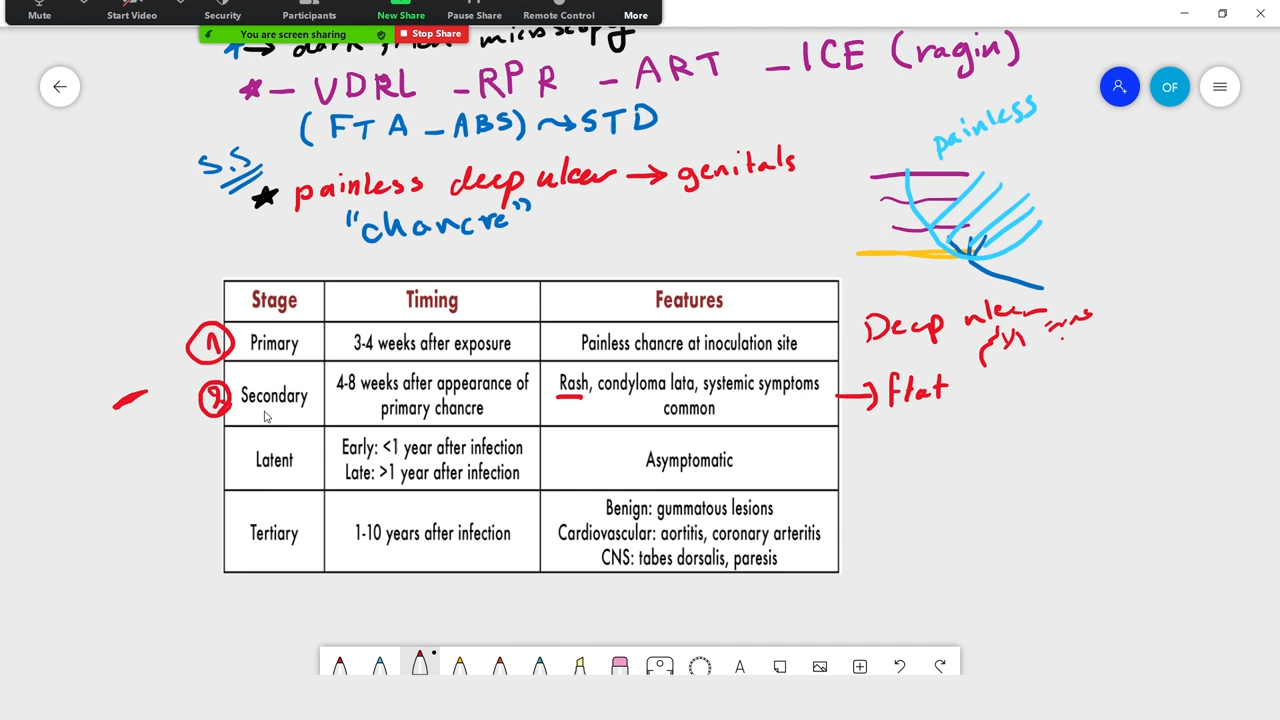 Mute Start Video Security Participants New Share Pause Share Remote Control More
You are screen sharing Stop Share
→ dark field microscopy
* - VDRL - RPR - ART - ICE (ragin)
(FTA - ABS) → STD
S.S
* painless deep ulcer → genitals
"chancre"
painless
OF
Deep ulcer
→ flat
Stage Timing Features
1 Primary 3-4 weeks after exposure Painless chancre at inoculation site
2 Secondary 4-8 weeks after appearance of primary chancre Rash, condyloma lata, systemic symptoms common
Latent Early: <1 year after infection Late: >1 year after infection Asymptomatic
Tertiary 1-10 years after infection Benign: gummatous lesions
Cardiovascular: aortitis, coronary arteritis
CNS: tabes dorsalis, paresis
A